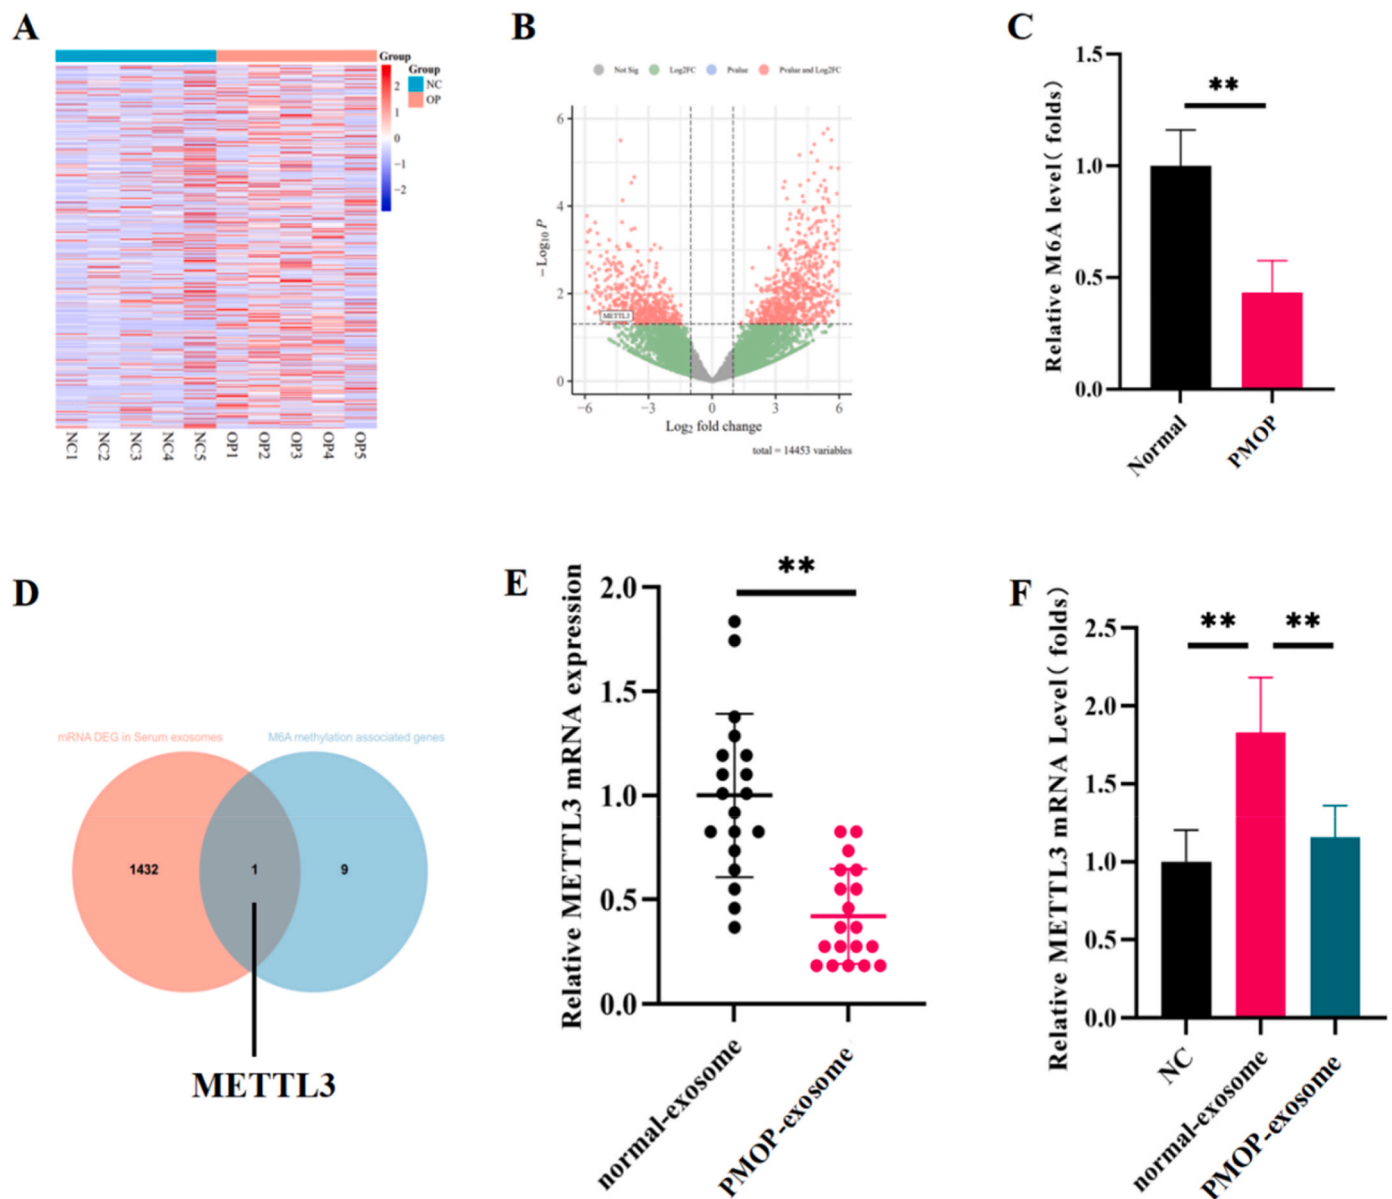 A
Group
Group
NC
OP
2
1
0
−1
−2
NC1
NC2
NC3
NC4
NC5
OP1
OP2
OP3
OP4
OP5
B
Not Sig
Log2FC
Pvalue
Pvalue and Log2FC
−Log10 P
6
4
2
0
METTL3
−6
−3
0
3
6
Log2 fold change
total = 14453 variables
C
Relative M6A level( folds)
1.5
1.0
0.5
0.0
**
Normal
PMOP
D
mRNA DEG in Serum exosomes
M6A methylation associated genes
1432
1
9
METTL3
E
Relative METTL3 mRNA expression
2.0
1.5
1.0
0.5
0.0
**
normal-exosome
PMOP-exosome
F
Relative METTL3 mRNA Level( folds)
2.5
2.0
1.5
1.0
0.5
0.0
**
**
NC
normal-exosome
PMOP-exosome